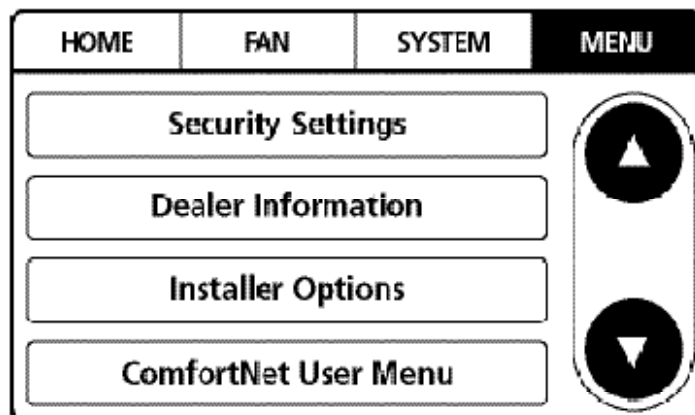 HOME FAN SYSTEM MENU
Security Settings
Dealer Information
Installer Options
ComfortNet User Menu